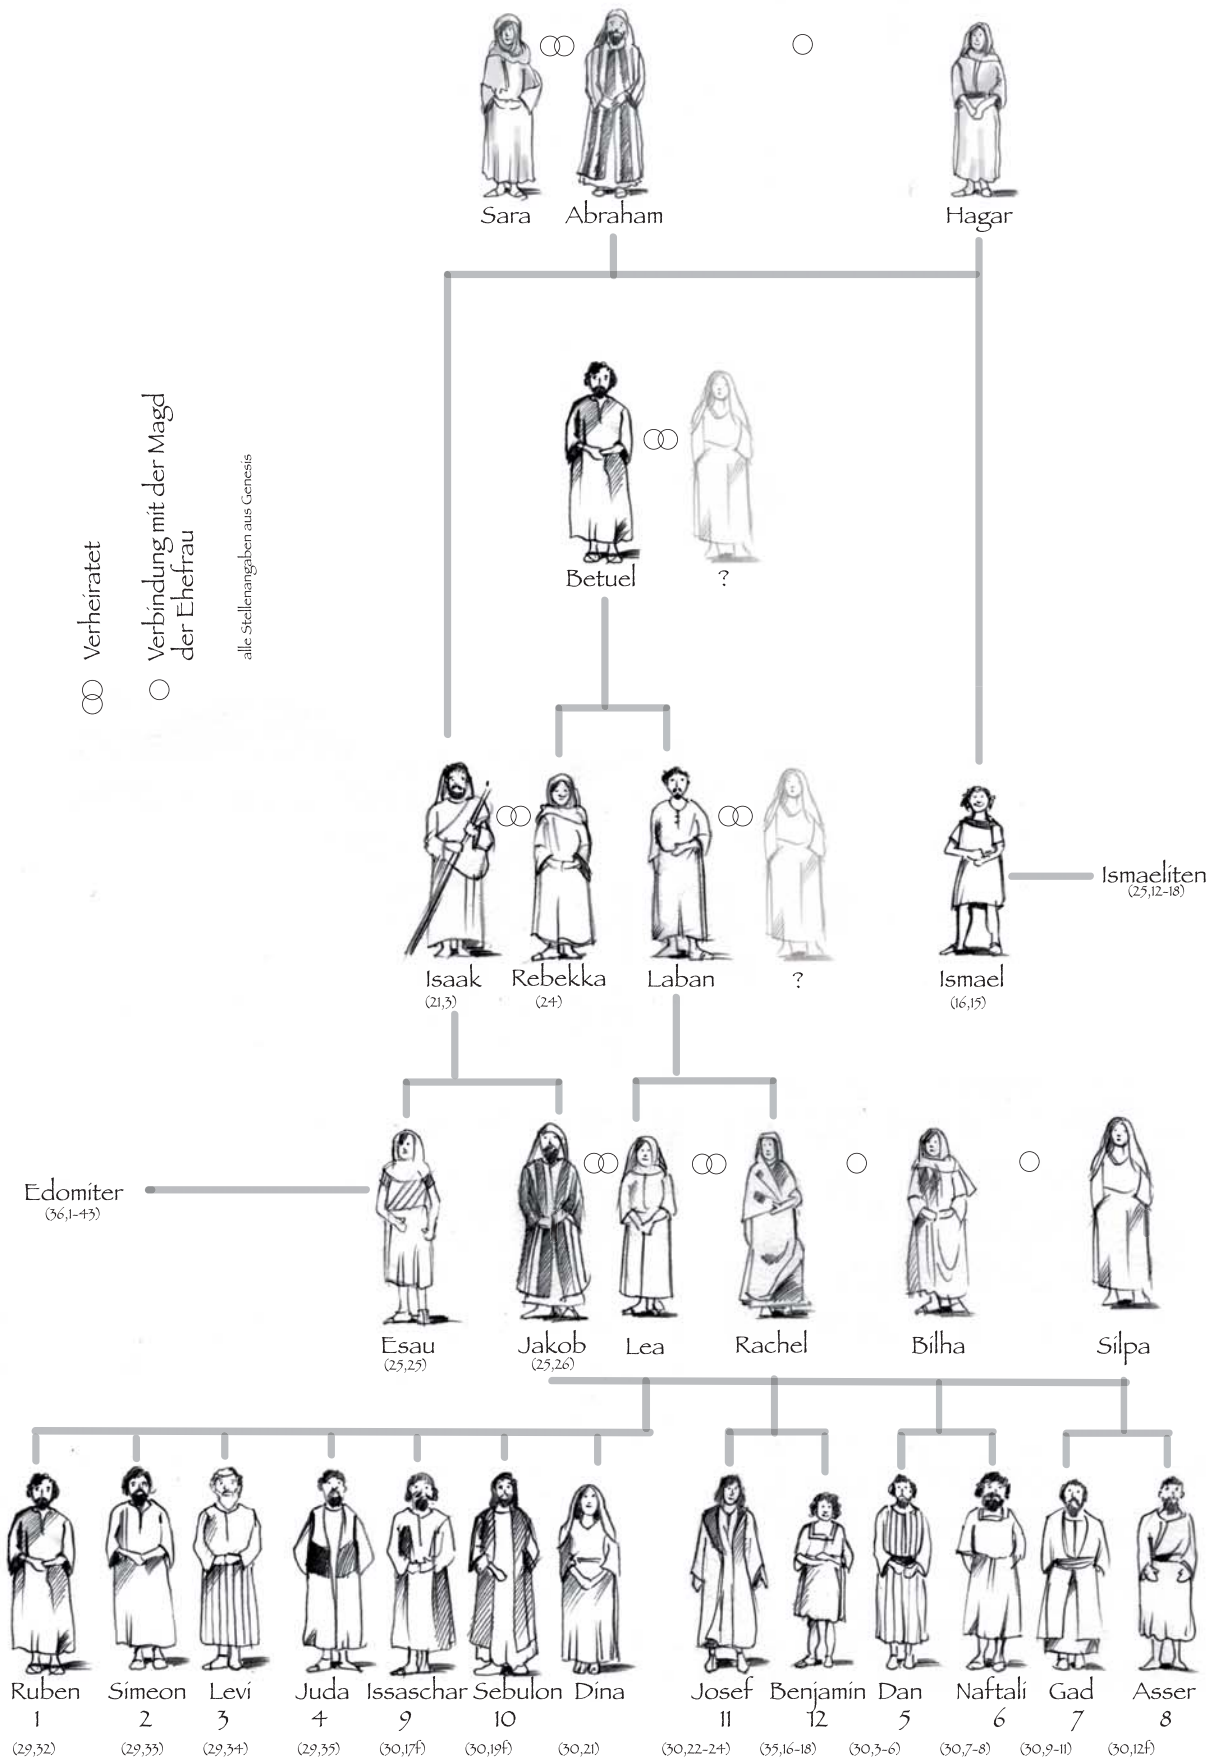 Sara Abraham Hagar
Verheiratet
Verbindung mit der Magd
der Ehefrau
alle Stellenangaben aus Genesis
Betuel ?
Ismaeliten
(25,12-18)
Isaak Rebekka Laban ? Ismael
(21,3) (24) (16,15)
Edomiter
(36,1-43)
Esau Jakob Lea Rachel Bilha Silpa
(25,25) (25,26)
Ruben Simeon Levi Juda Issaschar Sebulon Dina Josef Benjamin Dan Naftali Gad Asser
1 2 3 4 9 10 11 12 5 6 7 8
(29,32) (29,33) (29,34) (29,35) (30,17f) (30,19f) (30,21) (30,22-24) (35,16-18) (30,3-6) (30,7-8) (30,9-11) (30,12f)